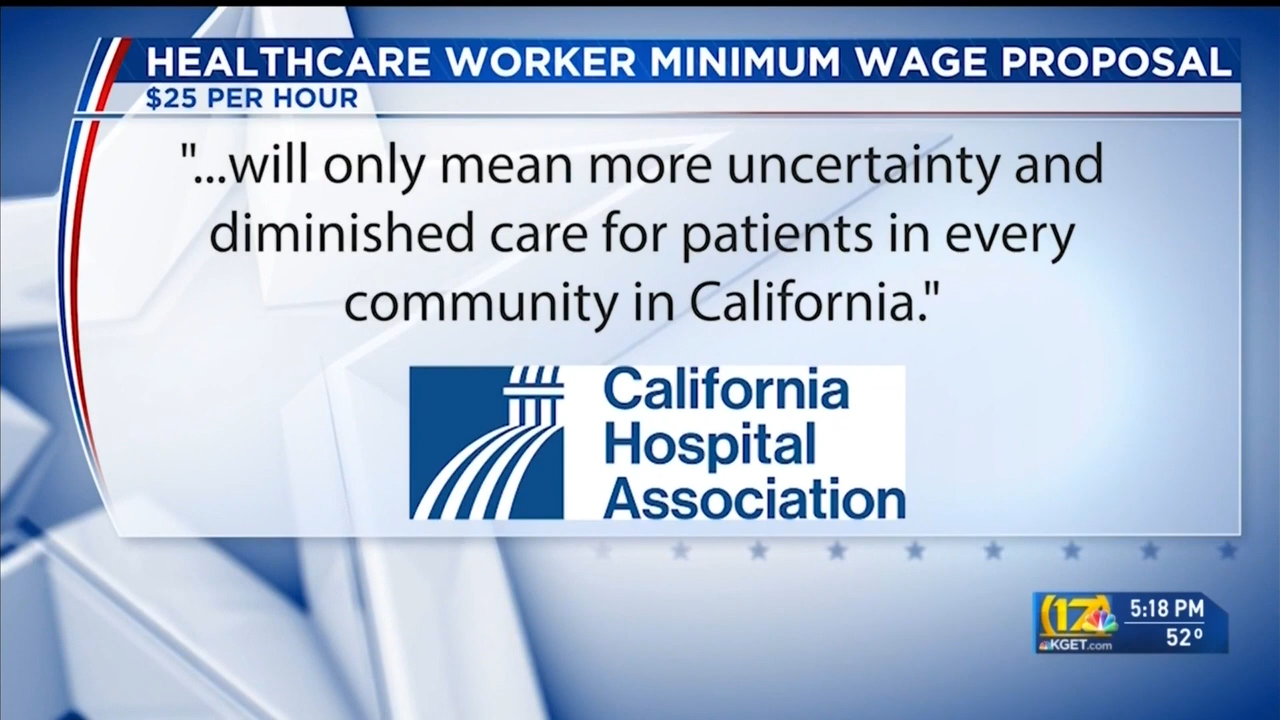 HEALTHCARE WORKER MINIMUM WAGE PROPOSAL
$25 PER HOUR
"...will only mean more uncertainty and
diminished care for patients in every
community in California."
California
Hospital
Association
17
KGET.com
5:18 PM
52º